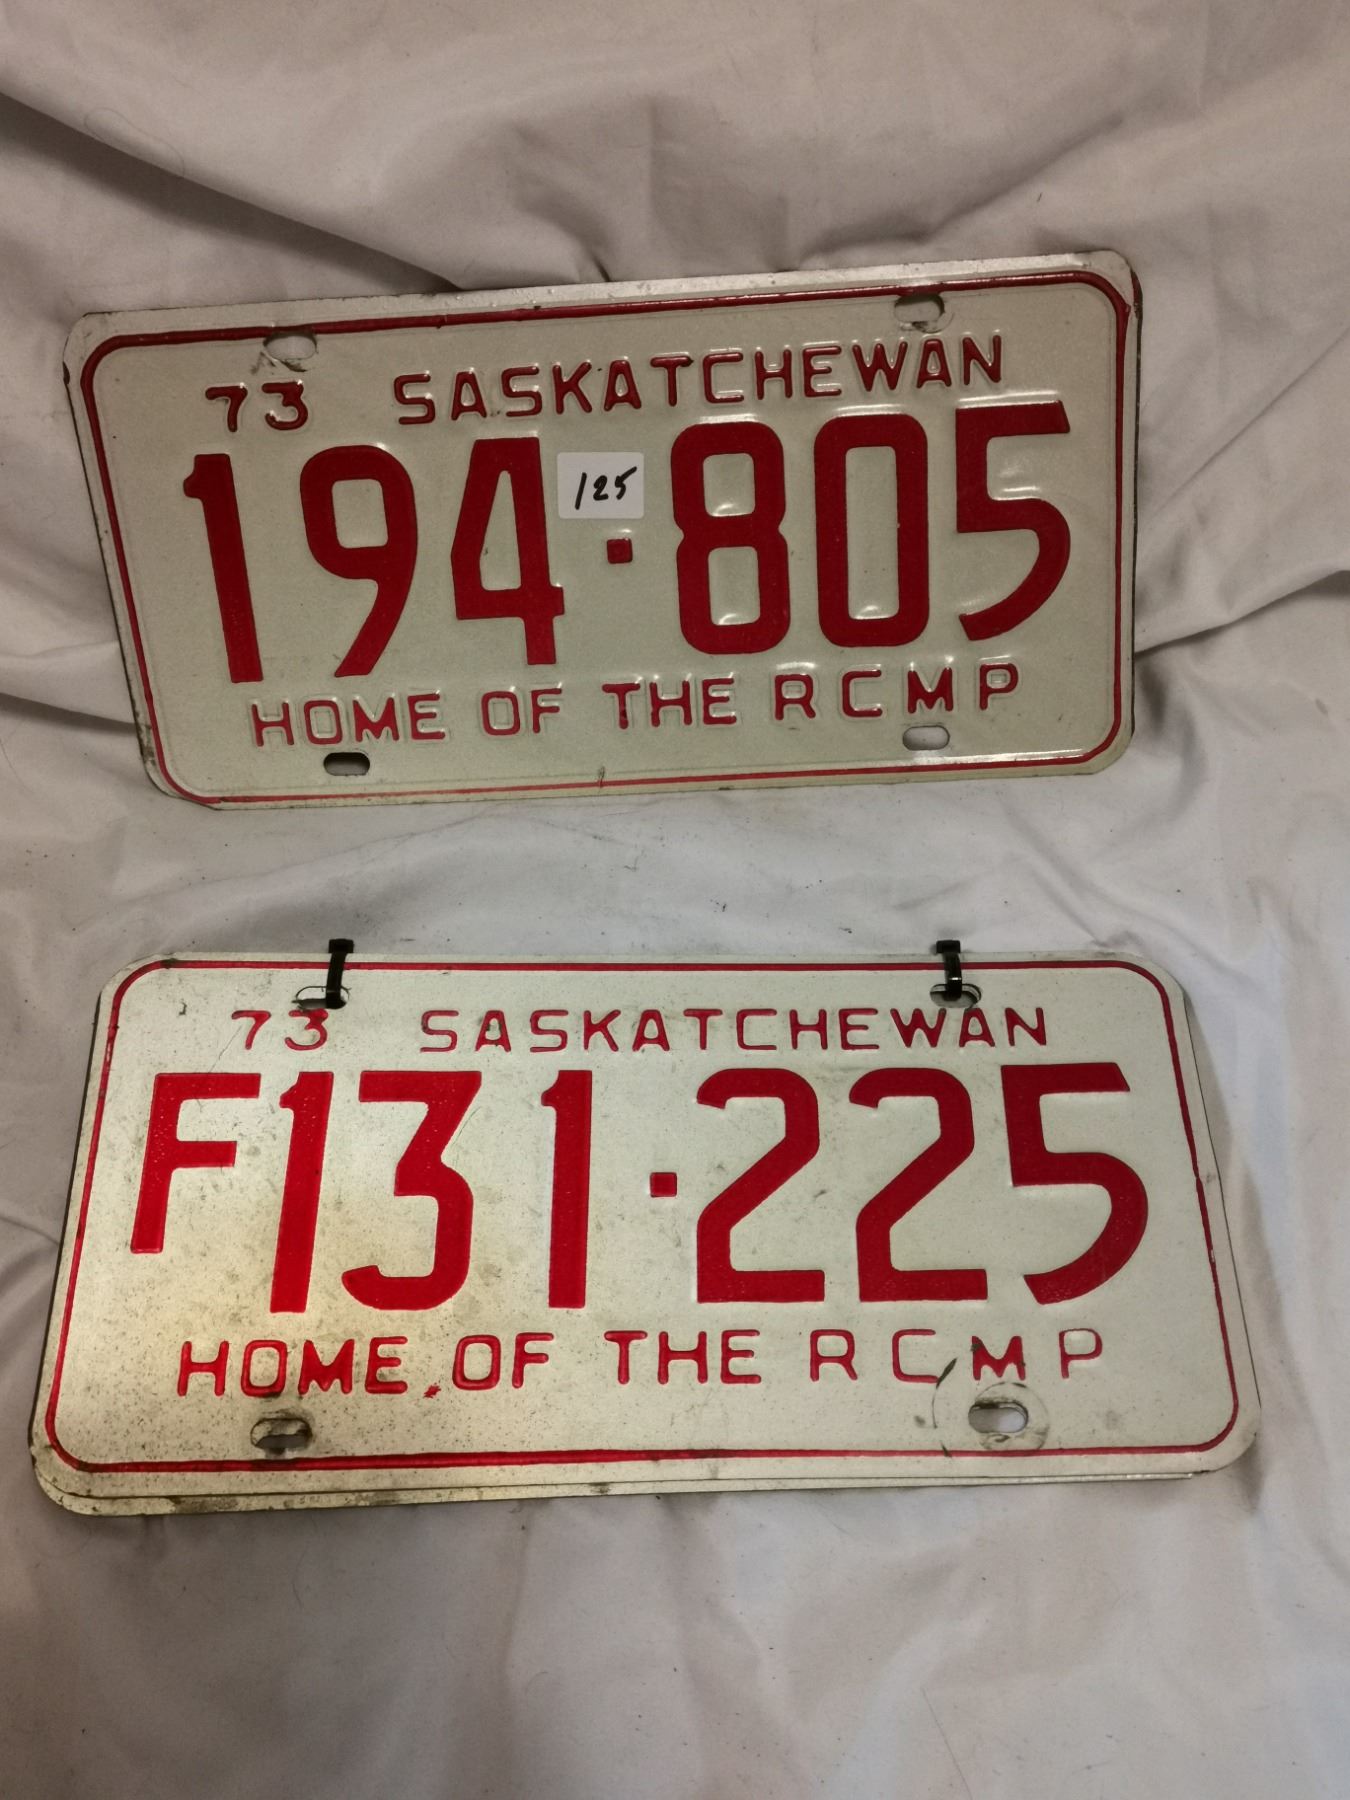 73 SASKATCHEWAN
194·805
125
HOME OF THE RCMP
73 SASKATCHEWAN
F131·225
HOME OF THE RCMP